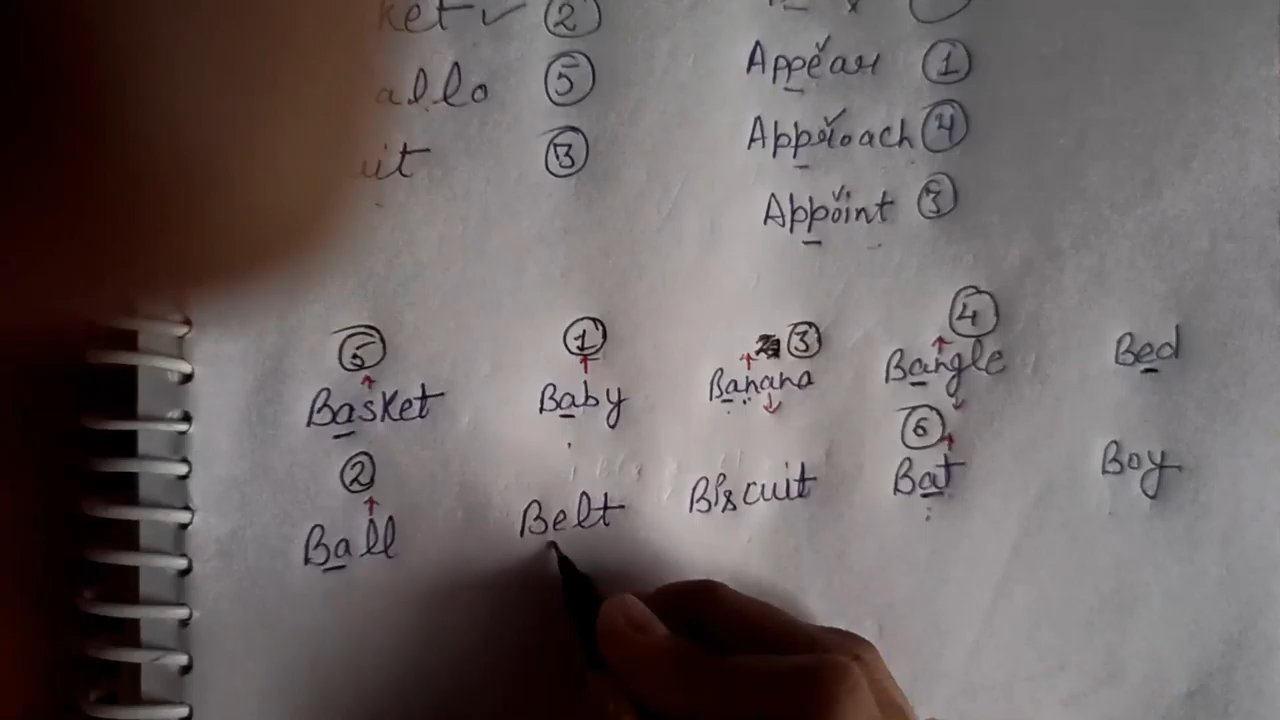 ket ✓ ②
allo ⑤
uit ③
Appear ①
Approach ④
Appoint ③
⑤ ① ③ ④
Basket Baby Banana Bangle Bed
② ⑥
Ball Belt Biscuit Bat Boy